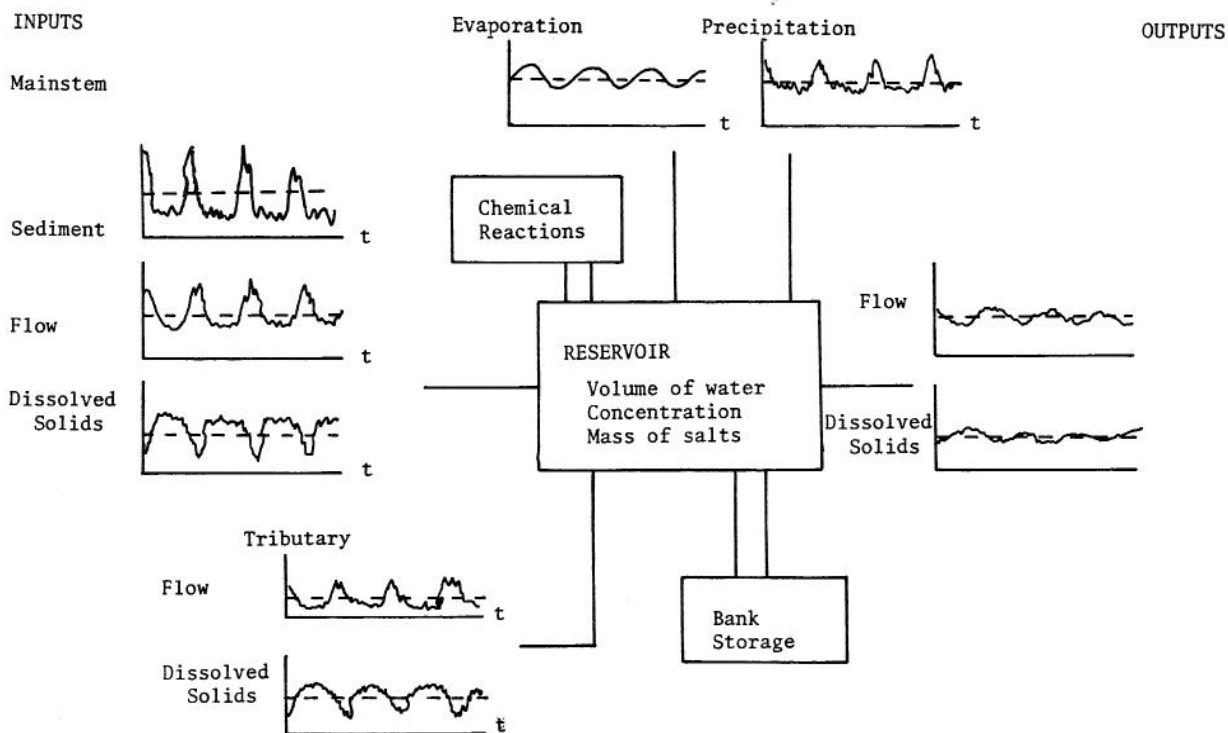 INPUTS
Evaporation
Precipitation
OUTPUTS
Mainstem
t
t
Sediment
t
Chemical
Reactions
Flow
t
Flow
RESERVOIR
Volume of water
Concentration
Mass of salts
Dissolved
Solids
t
Dissolved
Solids
Tributary
Flow
t
Bank
Storage
Dissolved
Solids
t